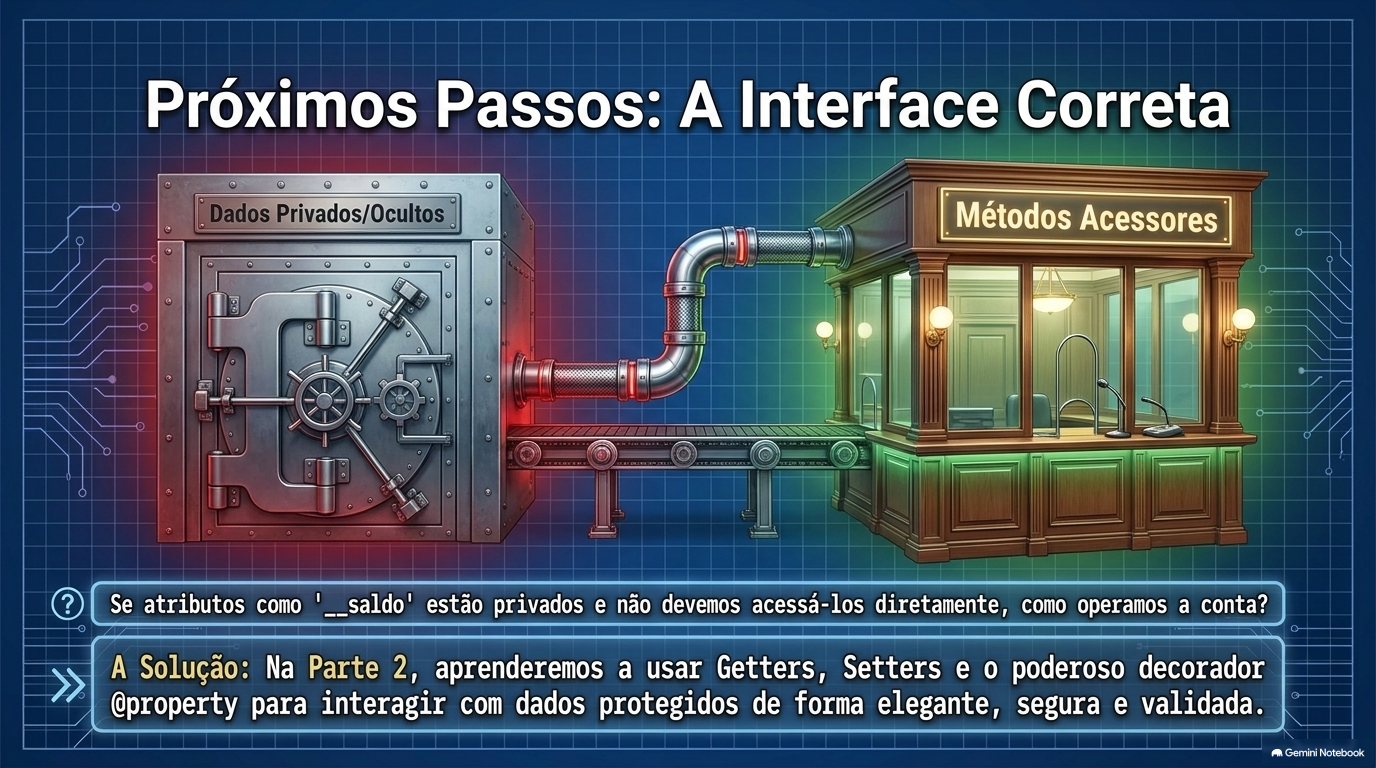 Próximos Passos: A Interface Correta
Dados Privados/Ocultos
Métodos Acessores
? Se atributos como '__saldo' estão privados e não devemos acessá-los diretamente, como operamos a conta?
A Solução: Na Parte 2, aprenderemos a usar Getters, Setters e o poderoso decorador
@property para interagir com dados protegidos de forma elegante, segura e validada.
Gemini Notebook